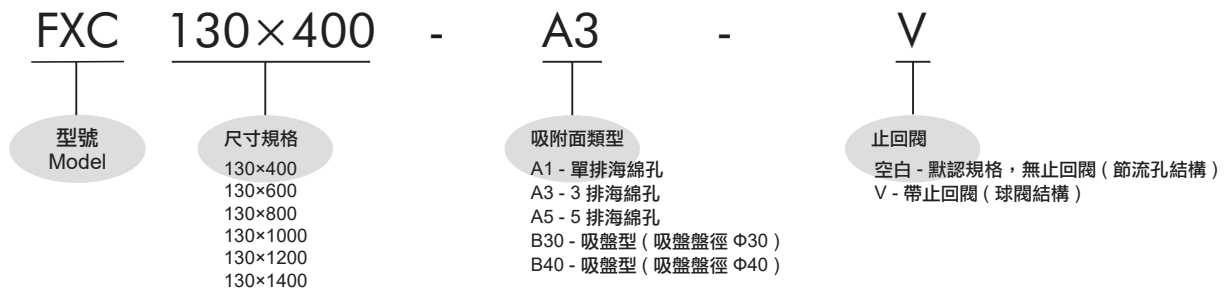 FXC 130×400 - A3 - V
型號
Model
尺寸規格
130×400
130×600
130×800
130×1000
130×1200
130×1400
吸附面類型
A1 - 單排海綿孔
A3 - 3 排海綿孔
A5 - 5 排海綿孔
B30 - 吸盤型 ( 吸盤盤徑 Φ30 )
B40 - 吸盤型 ( 吸盤盤徑 Φ40 )
止回閥
空白 - 默認規格，無止回閥 ( 節流孔結構 )
V - 帶止回閥 ( 球閥結構 )